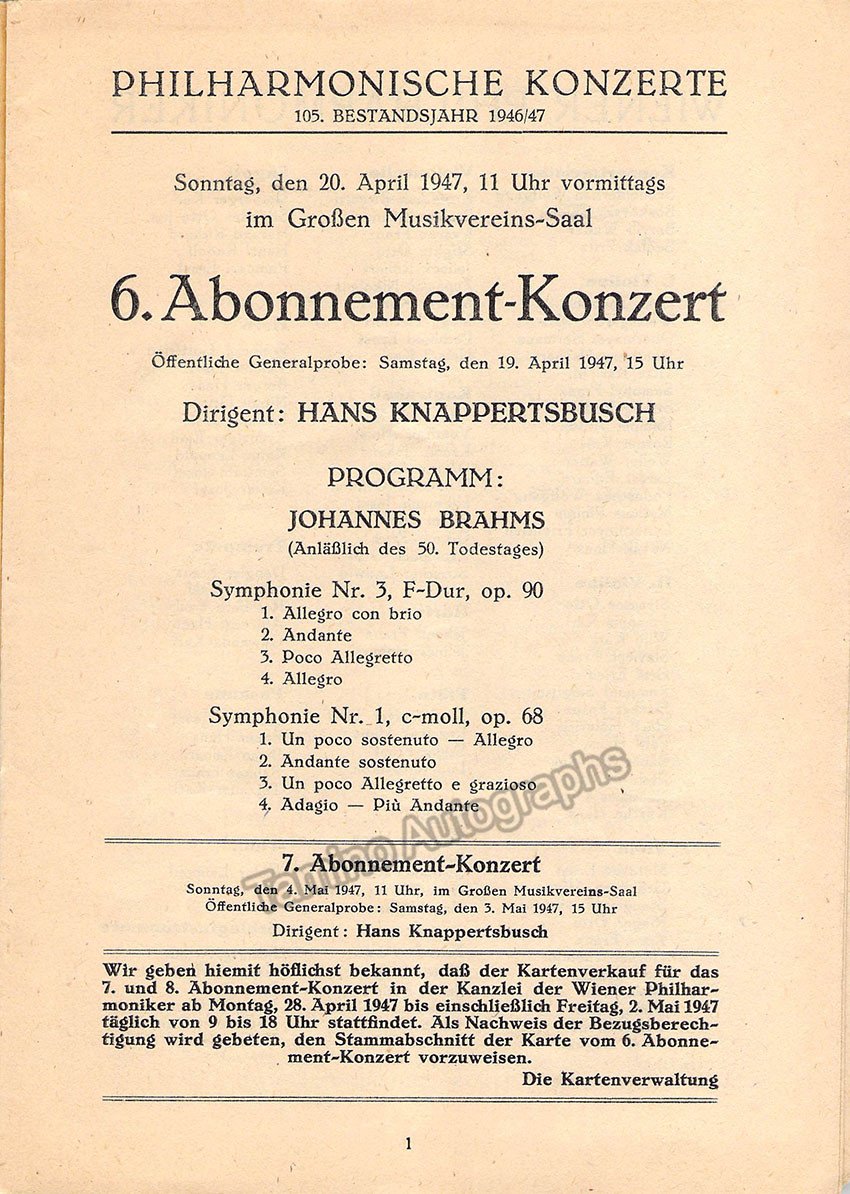 PHILHARMONISCHE KONZERTE
105. BESTANDSJAHR 1946/47
Sonntag, den 20. April 1947, 11 Uhr vormittags
im Großen Musikvereins-Saal
6. Abonnement-Konzert
Öffentliche Generalprobe: Samstag, den 19. April 1947, 15 Uhr
Dirigent: HANS KNAPPERTSBUSCH
PROGRAMM:
JOHANNES BRAHMS
(Anläßlich des 50. Todestages)
Symphonie Nr. 3, F-Dur, op. 90
1. Allegro con brio
2. Andante
3. Poco Allegretto
4. Allegro
Symphonie Nr. 1, c-moll, op. 68
1. Un poco sostenuto — Allegro
2. Andante sostenuto
3. Un poco Allegretto e grazioso
4. Adagio — Più Andante
Tamino Autographs
7. Abonnement-Konzert
Sonntag, den 4. Mai 1947, 11 Uhr, im Großen Musikvereins-Saal
Öffentliche Generalprobe: Samstag, den 3. Mai 1947, 15 Uhr
Dirigent: Hans Knappertsbusch
Wir geben hiemit höflichst bekannt, daß der Kartenverkauf für das
7. und 8. Abonnement-Konzert in der Kanzlei der Wiener Philhar-
moniker ab Montag, 28. April 1947 bis einschließlich Freitag, 2. Mai 1947
täglich von 9 bis 18 Uhr stattfindet. Als Nachweis der Bezugsberech-
tigung wird gebeten, den Stammabschnitt der Karte vom 6. Abonne-
ment-Konzert vorzuweisen.
Die Kartenverwaltung
1